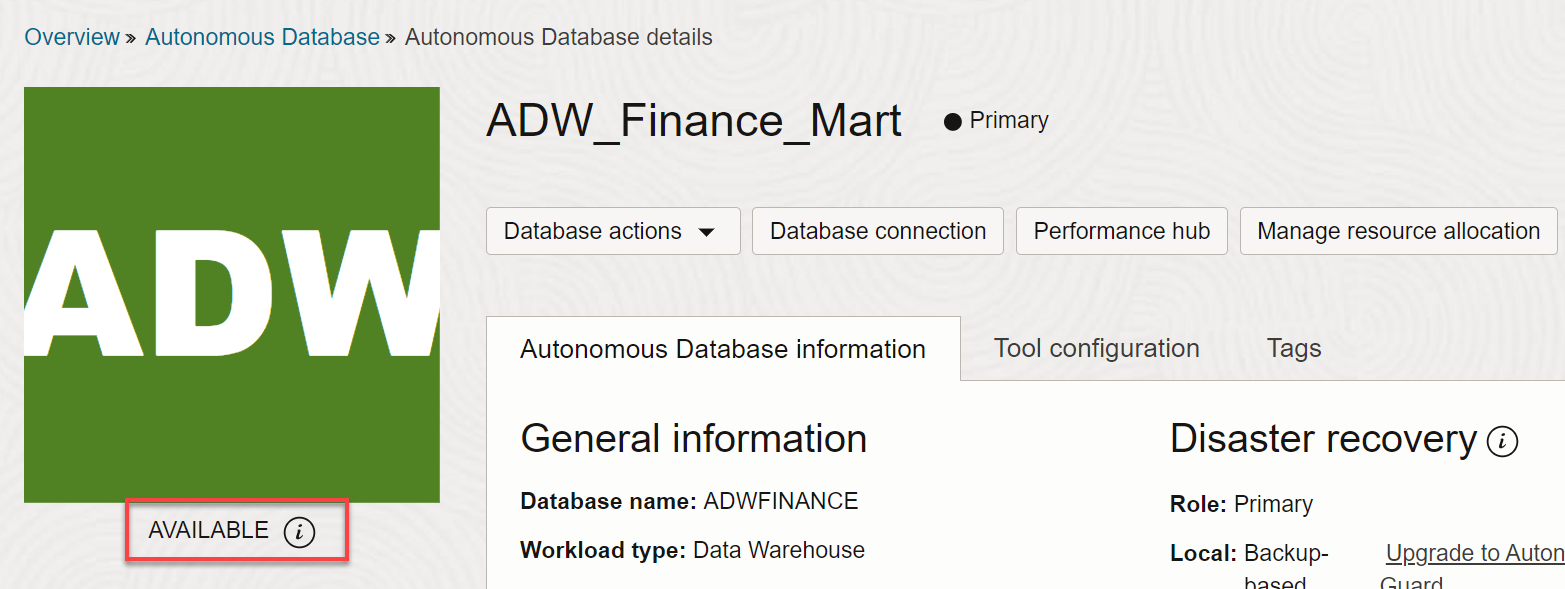 Overview » Autonomous Database » Autonomous Database details
ADW
AVAILABLE i
ADW_Finance_Mart ● Primary
Database actions Database connection Performance hub Manage resource allocation
Autonomous Database information Tool configuration Tags
General information
Database name: ADWFINANCE
Workload type: Data Warehouse
Disaster recovery i
Role: Primary
Local: Backup- Upgrade to Auton
based Guard